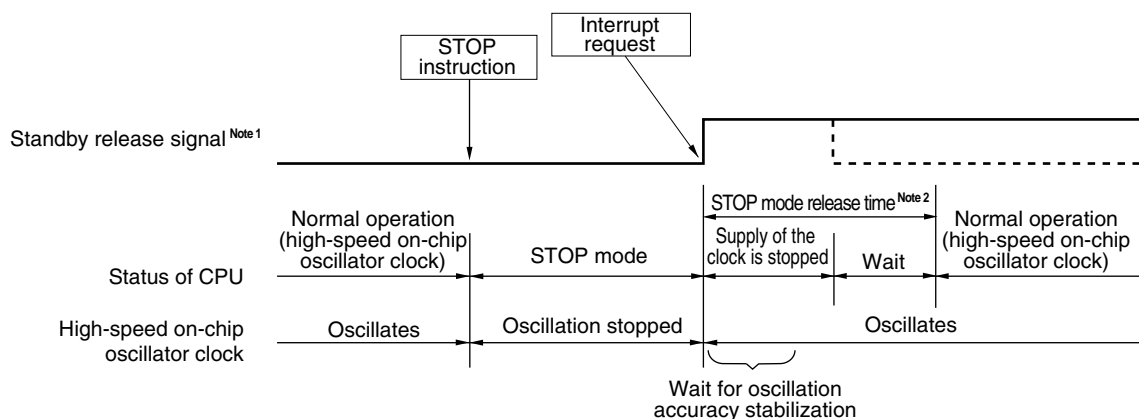 STOP
instruction
Interrupt
request
Standby release signal Note 1
STOP mode release time Note 2
Normal operation
(high-speed on-chip
oscillator clock)
Supply of the
clock is stopped
Normal operation
(high-speed on-chip
oscillator clock)
Status of CPU
STOP mode
Wait
High-speed on-chip
oscillator clock
Oscillates
Oscillation stopped
Oscillates
Wait for oscillation
accuracy stabilization